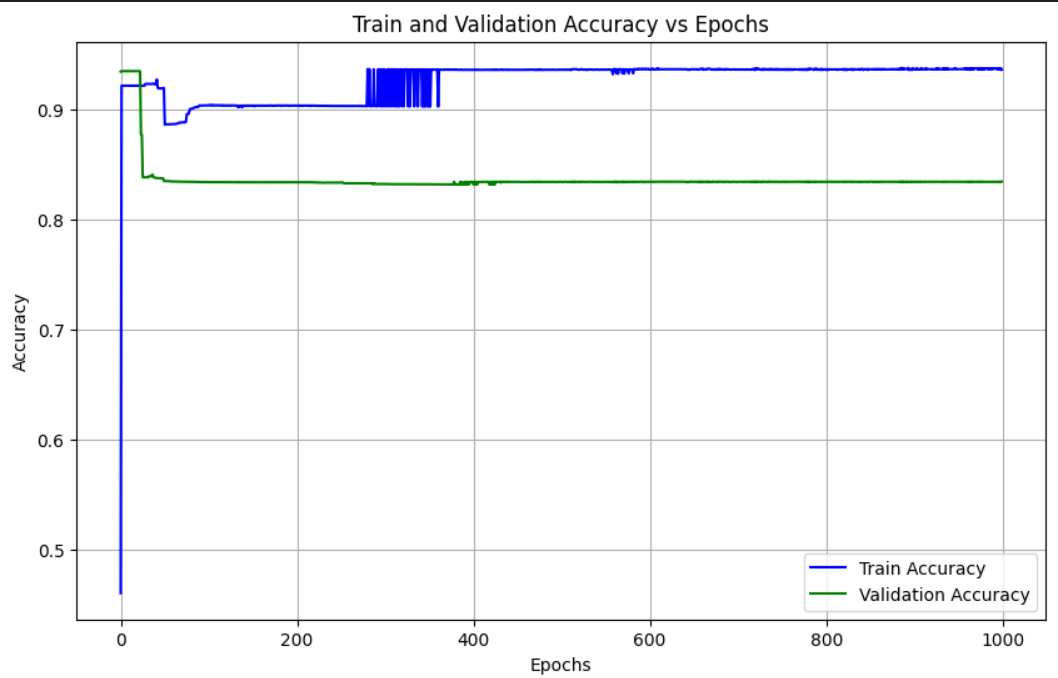 Train and Validation Accuracy vs Epochs
Accuracy
0.9
0.8
0.7
0.6
0.5
0
200
400
600
800
1000
Epochs
Train Accuracy
Validation Accuracy